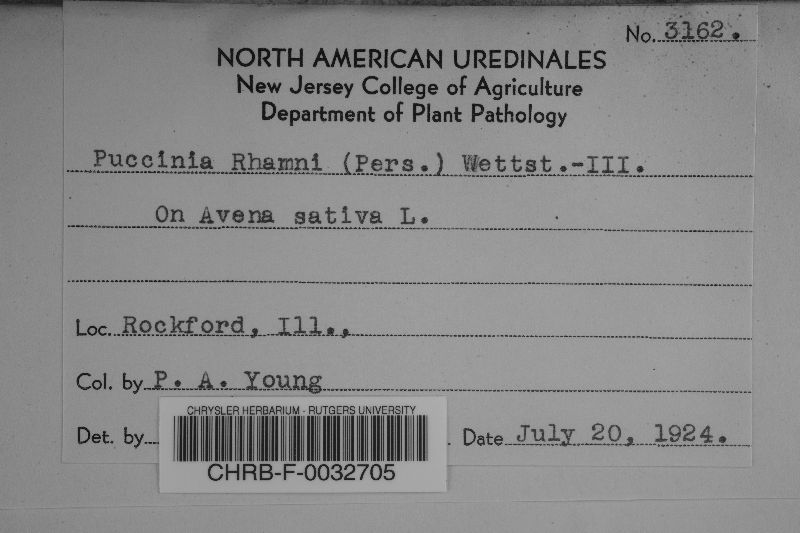 No. 3162.
NORTH AMERICAN UREDINALES
New Jersey College of Agriculture
Department of Plant Pathology
Puccinia Rhamni (Pers.) Wettst.-III.
On Avena sativa L.
Loc. Rockford, Ill.,
Col. by P. A. Young
Det. by Date July 20, 1924.
CHRYSLER HERBARIUM - RUTGERS UNIVERSITY
CHRB-F-0032705